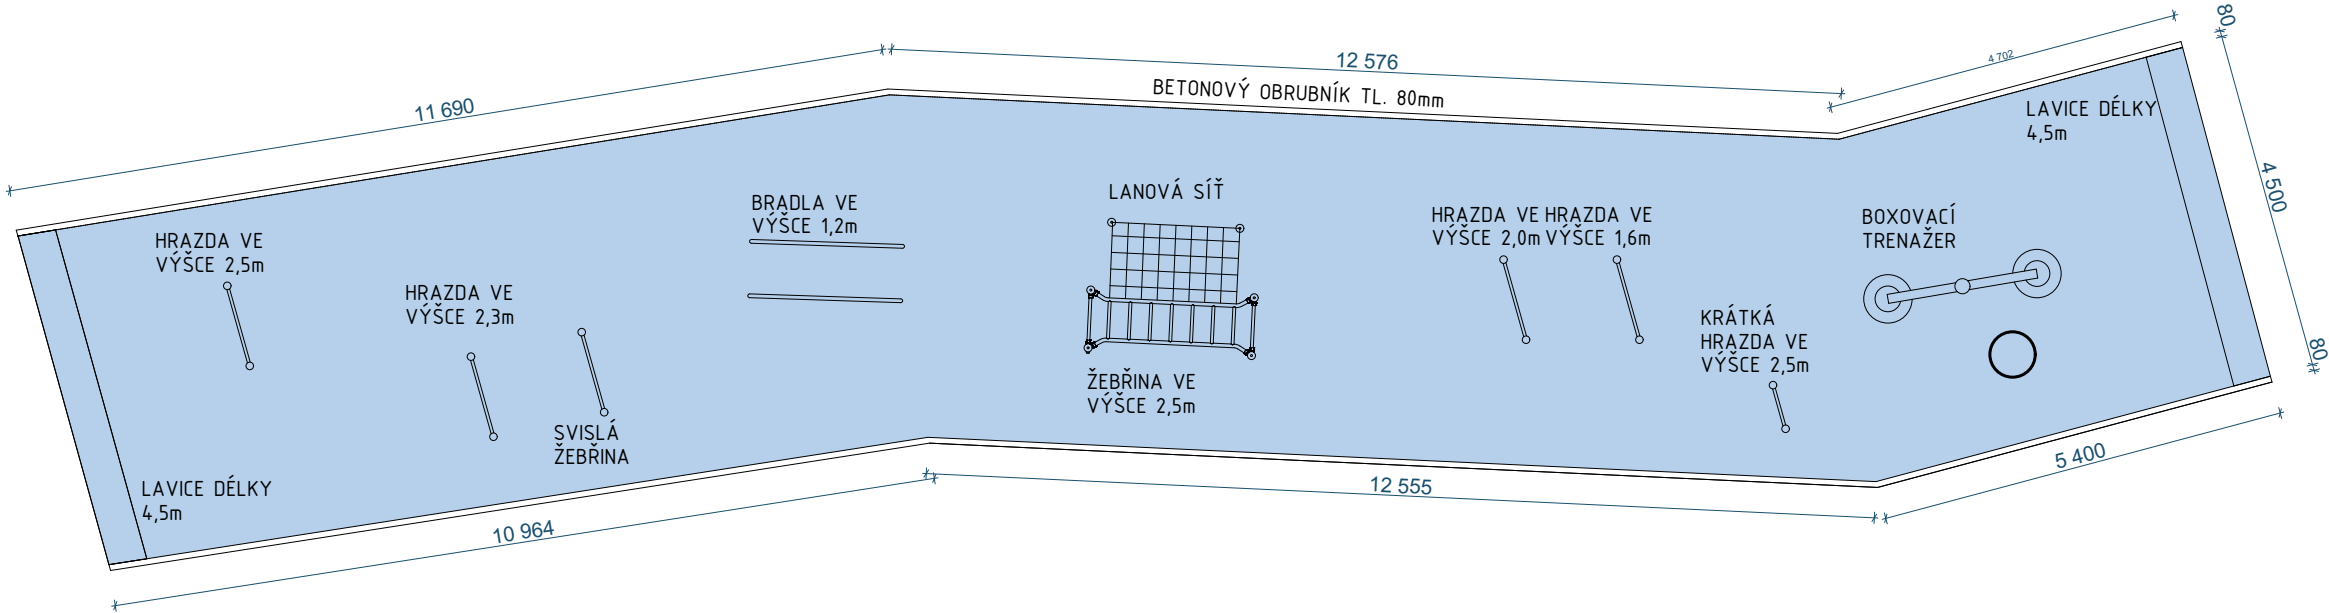 80
12 576
4 702
11 690
BETONOVÝ OBRUBNÍK TL. 80mm
LAVICE DÉLKY
4,5m
4 500
LANOVÁ SÍŤ
BRADLA VE
VÝŠCE 1,2m
HRAZDA VE
VÝŠCE 2,0m
HRAZDA VE
VÝŠCE 1,6m
BOXOVACÍ
TRENAŽER
HRAZDA VE
VÝŠCE 2,5m
HRAZDA VE
VÝŠCE 2,3m
KRÁTKÁ
HRAZDA VE
VÝŠCE 2,5m
80
ŽEBŘINA VE
VÝŠCE 2,5m
SVISLÁ
ŽEBŘINA
5 400
LAVICE DÉLKY
4,5m
12 555
10 964